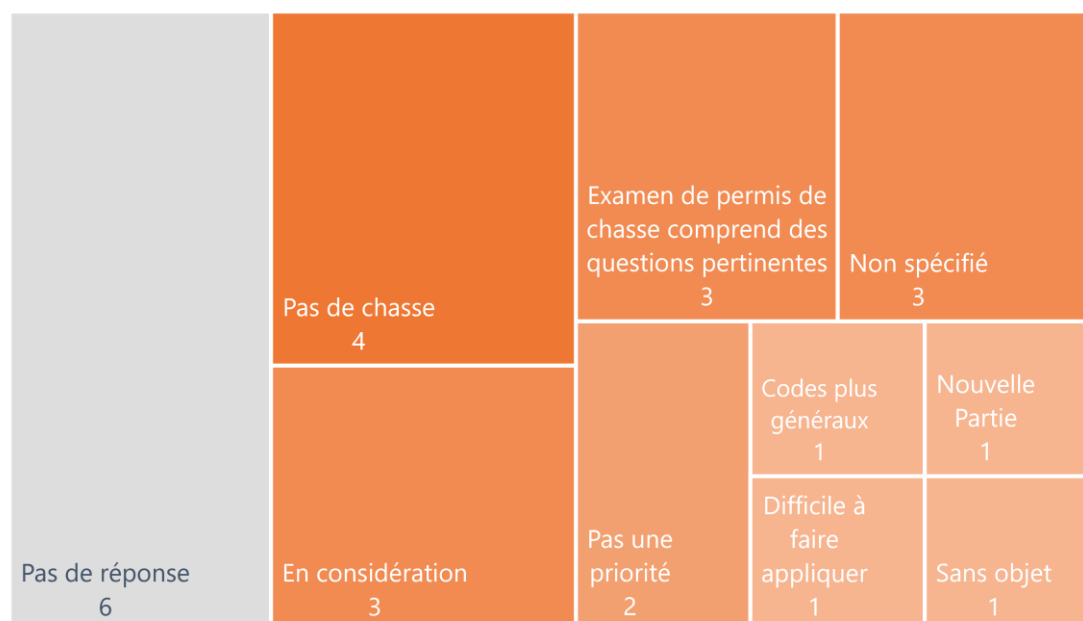 Pas de réponse
6
Pas de chasse
4
En considération
3
Examen de permis de
chasse comprend des
questions pertinentes
3
Non spécifié
3
Pas une
priorité
2
Codes plus
généraux
1
Nouvelle
Partie
1
Difficile à
faire
appliquer
1
Sans objet
1